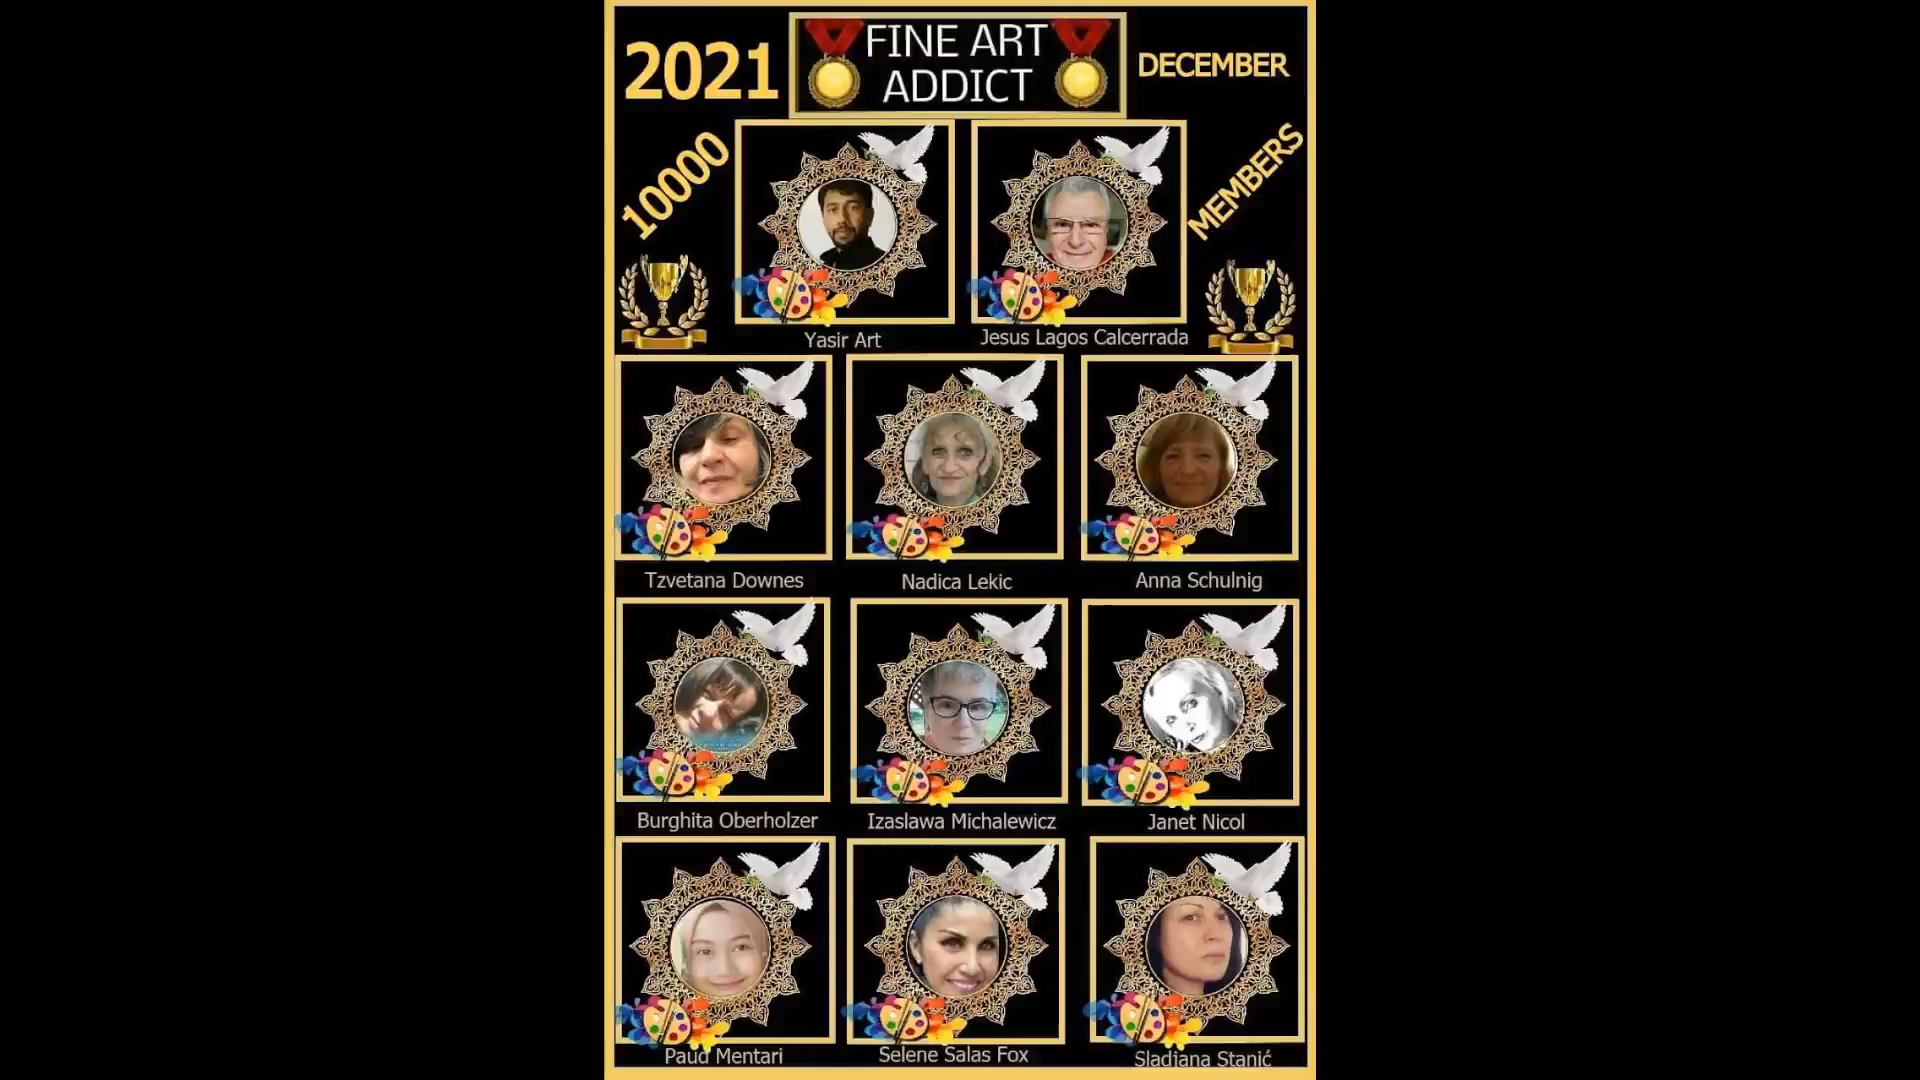 2021
FINE ART
ADDICT
DECEMBER
10000
MEMBERS
Yasir Art
Jesus Lagos Calcerrada
Tzvetana Downes
Nadica Lekic
Anna Schulnig
Burghita Oberholzer
Izaslawa Michalewicz
Janet Nicol
Paud Mentari
Selene Salas Fox
Sladjana Stanić